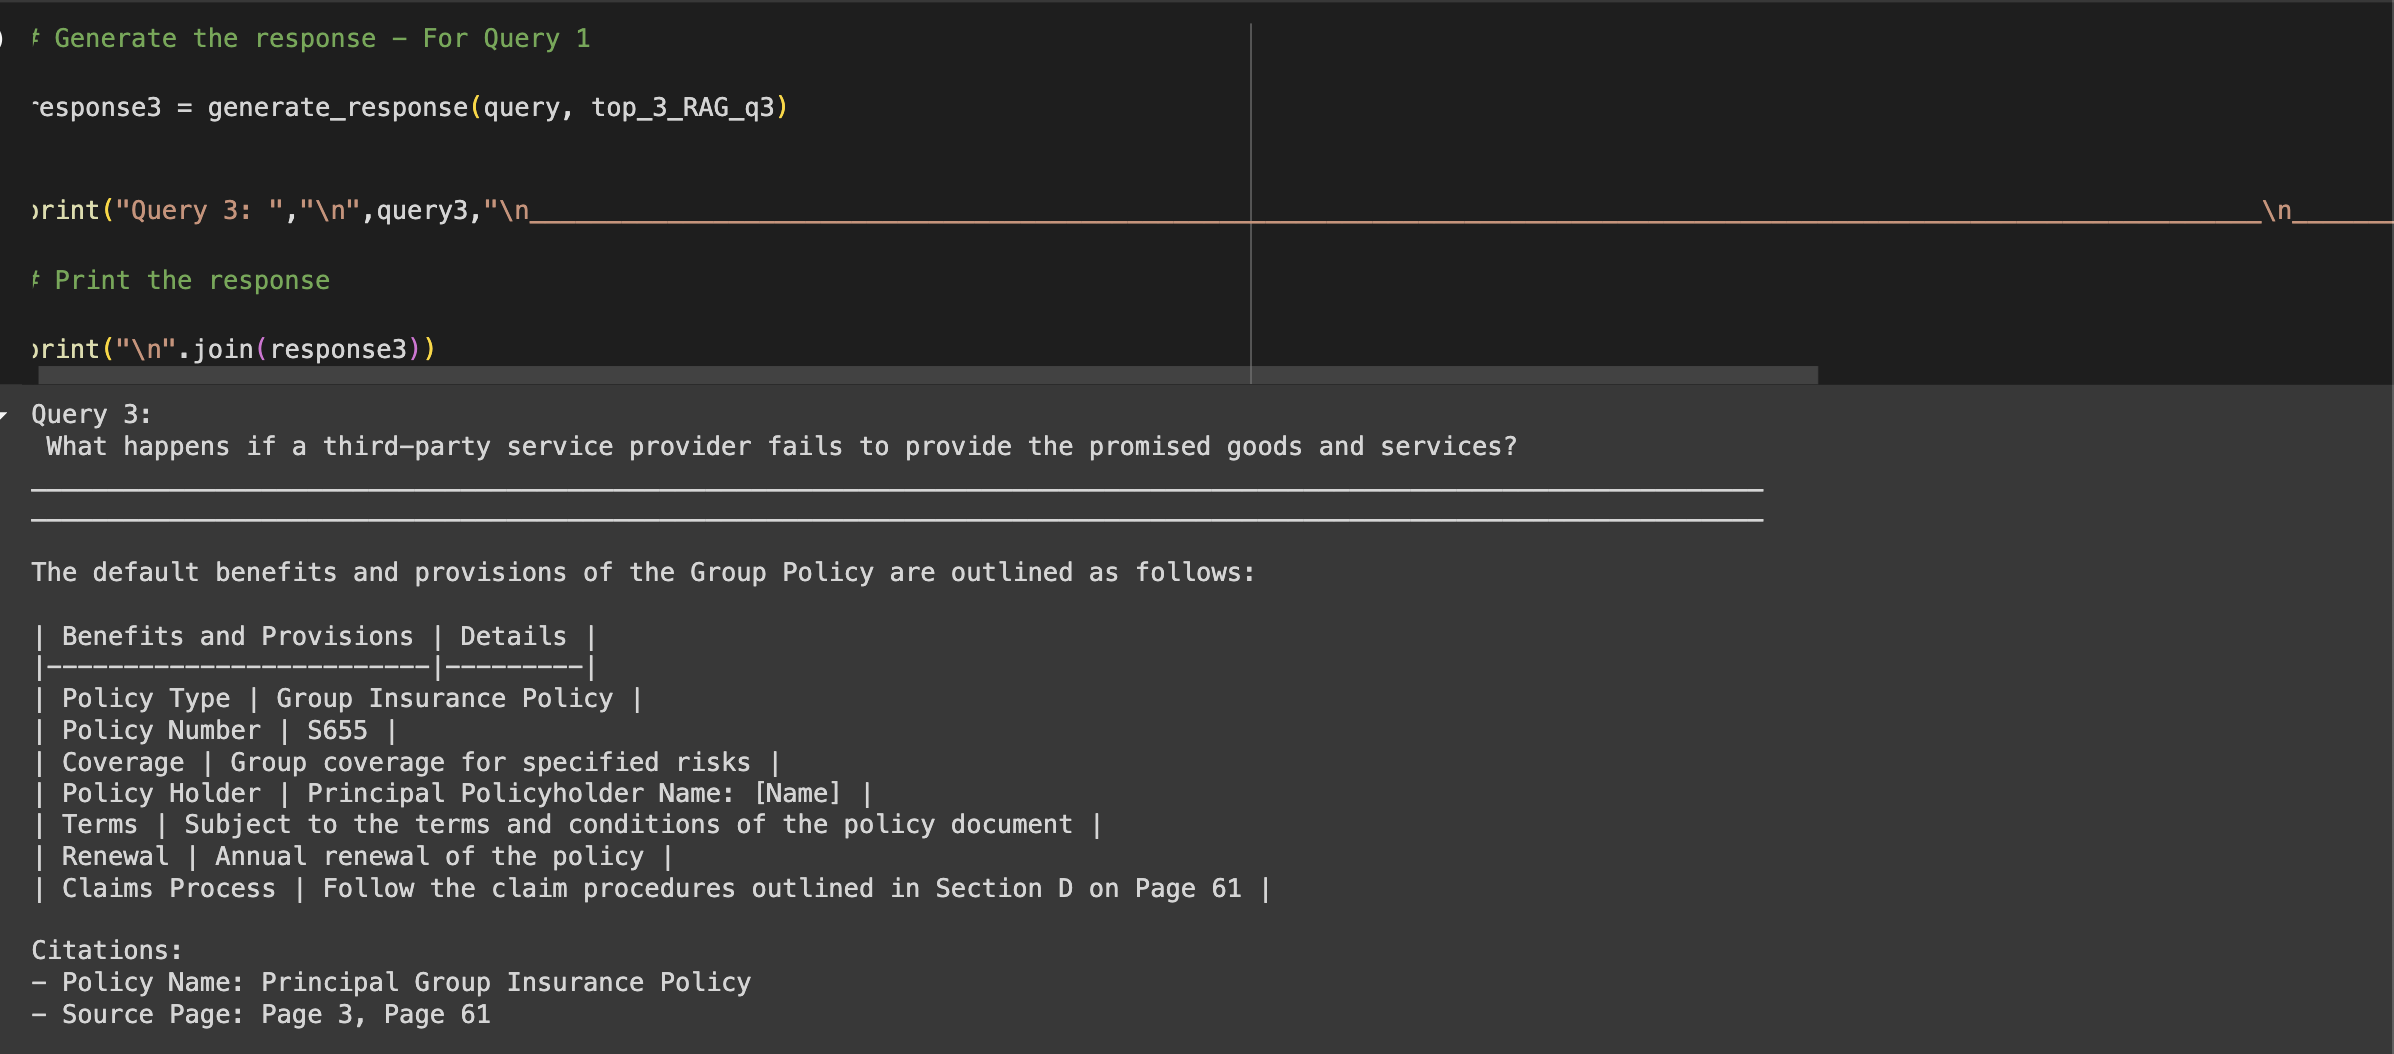 # Generate the response – For Query 1
response3 = generate_response(query, top_3_RAG_q3)
print("Query 3: ","\n",query3,"\n_________________________________________________________________________________________________________________\n_______
# Print the response
print("\n".join(response3))
Query 3:
What happens if a third-party service provider fails to provide the promised goods and services?
_________________________________________________________________________________________________________________
_________________________________________________________________________________________________________________
The default benefits and provisions of the Group Policy are outlined as follows:
| Benefits and Provisions | Details |
|-------------------------|---------|
| Policy Type | Group Insurance Policy |
| Policy Number | S655 |
| Coverage | Group coverage for specified risks |
| Policy Holder | Principal Policyholder Name: [Name] |
| Terms | Subject to the terms and conditions of the policy document |
| Renewal | Annual renewal of the policy |
| Claims Process | Follow the claim procedures outlined in Section D on Page 61 |
Citations:
- Policy Name: Principal Group Insurance Policy
- Source Page: Page 3, Page 61